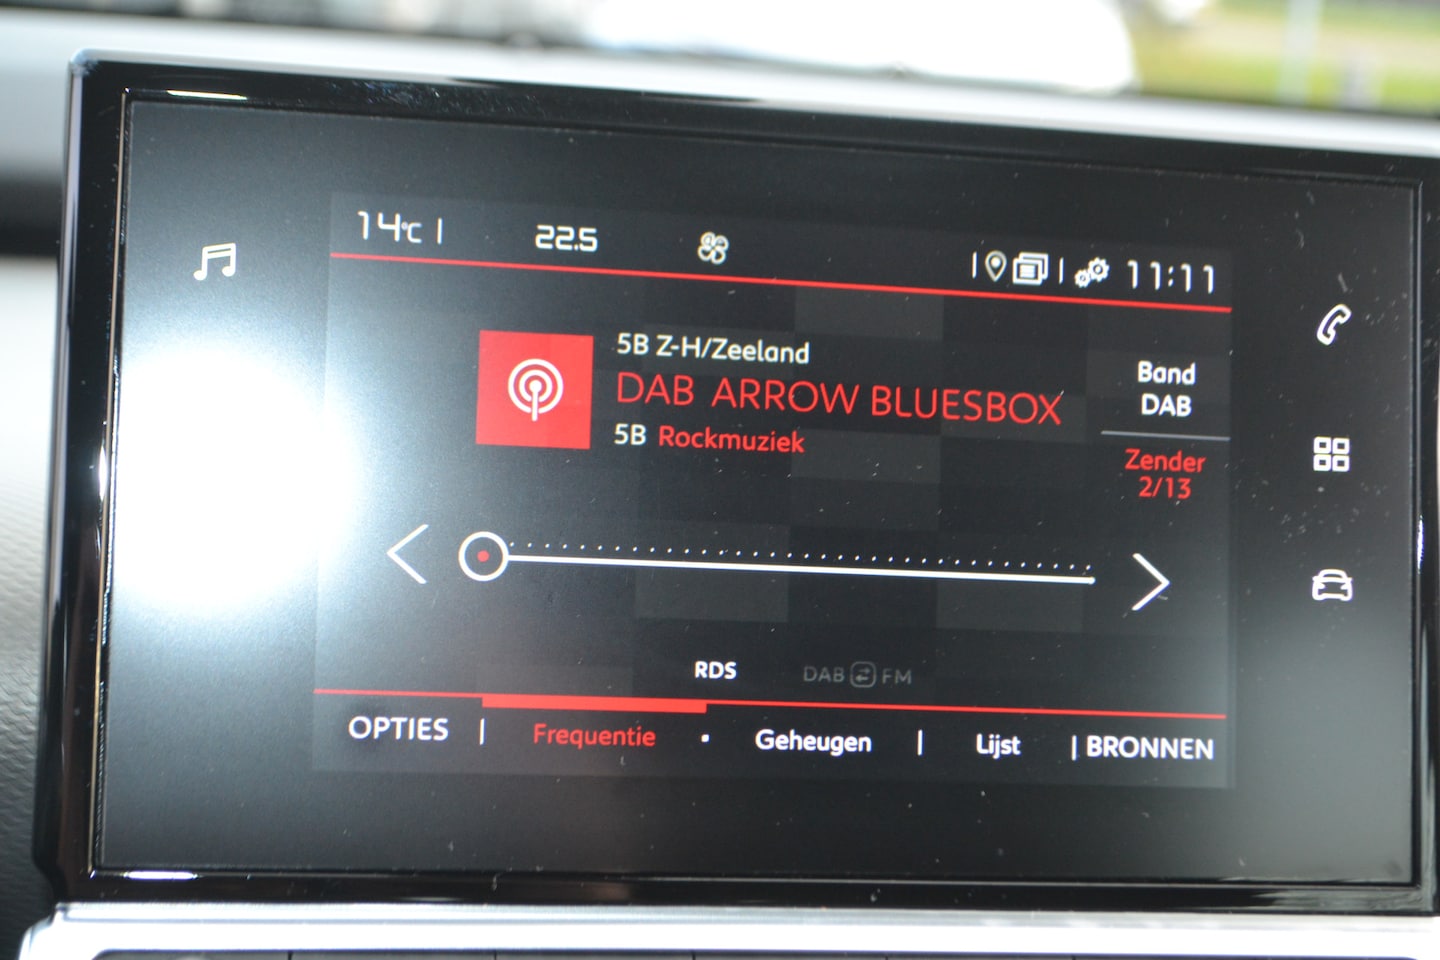 14°C | 22.5 | | 11:11
5B Z-H/Zeeland
DAB ARROW BLUESBOX
5B Rockmuziek
Band
DAB
Zender
2/13
RDS DAB FM
OPTIES | Frequentie · Geheugen | Lijst | BRONNEN